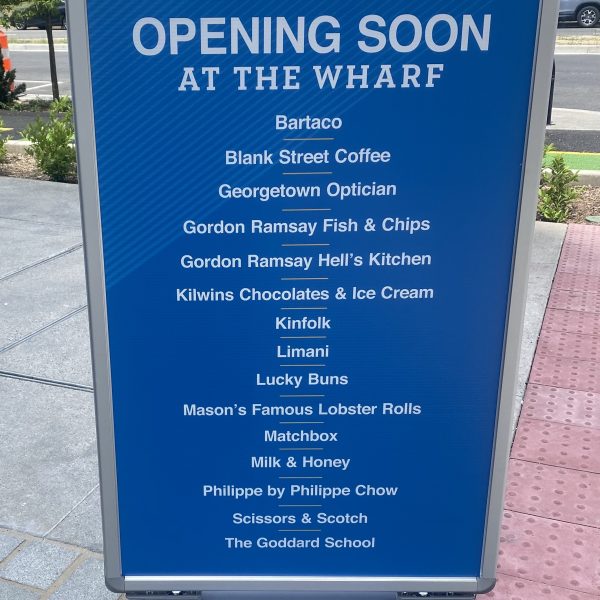 OPENING SOON
AT THE WHARF
Bartaco
Blank Street Coffee
Georgetown Optician
Gordon Ramsay Fish & Chips
Gordon Ramsay Hell's Kitchen
Kilwins Chocolates & Ice Cream
Kinfolk
Limani
Lucky Buns
Mason's Famous Lobster Rolls
Matchbox
Milk & Honey
Philippe by Philippe Chow
Scissors & Scotch
The Goddard School